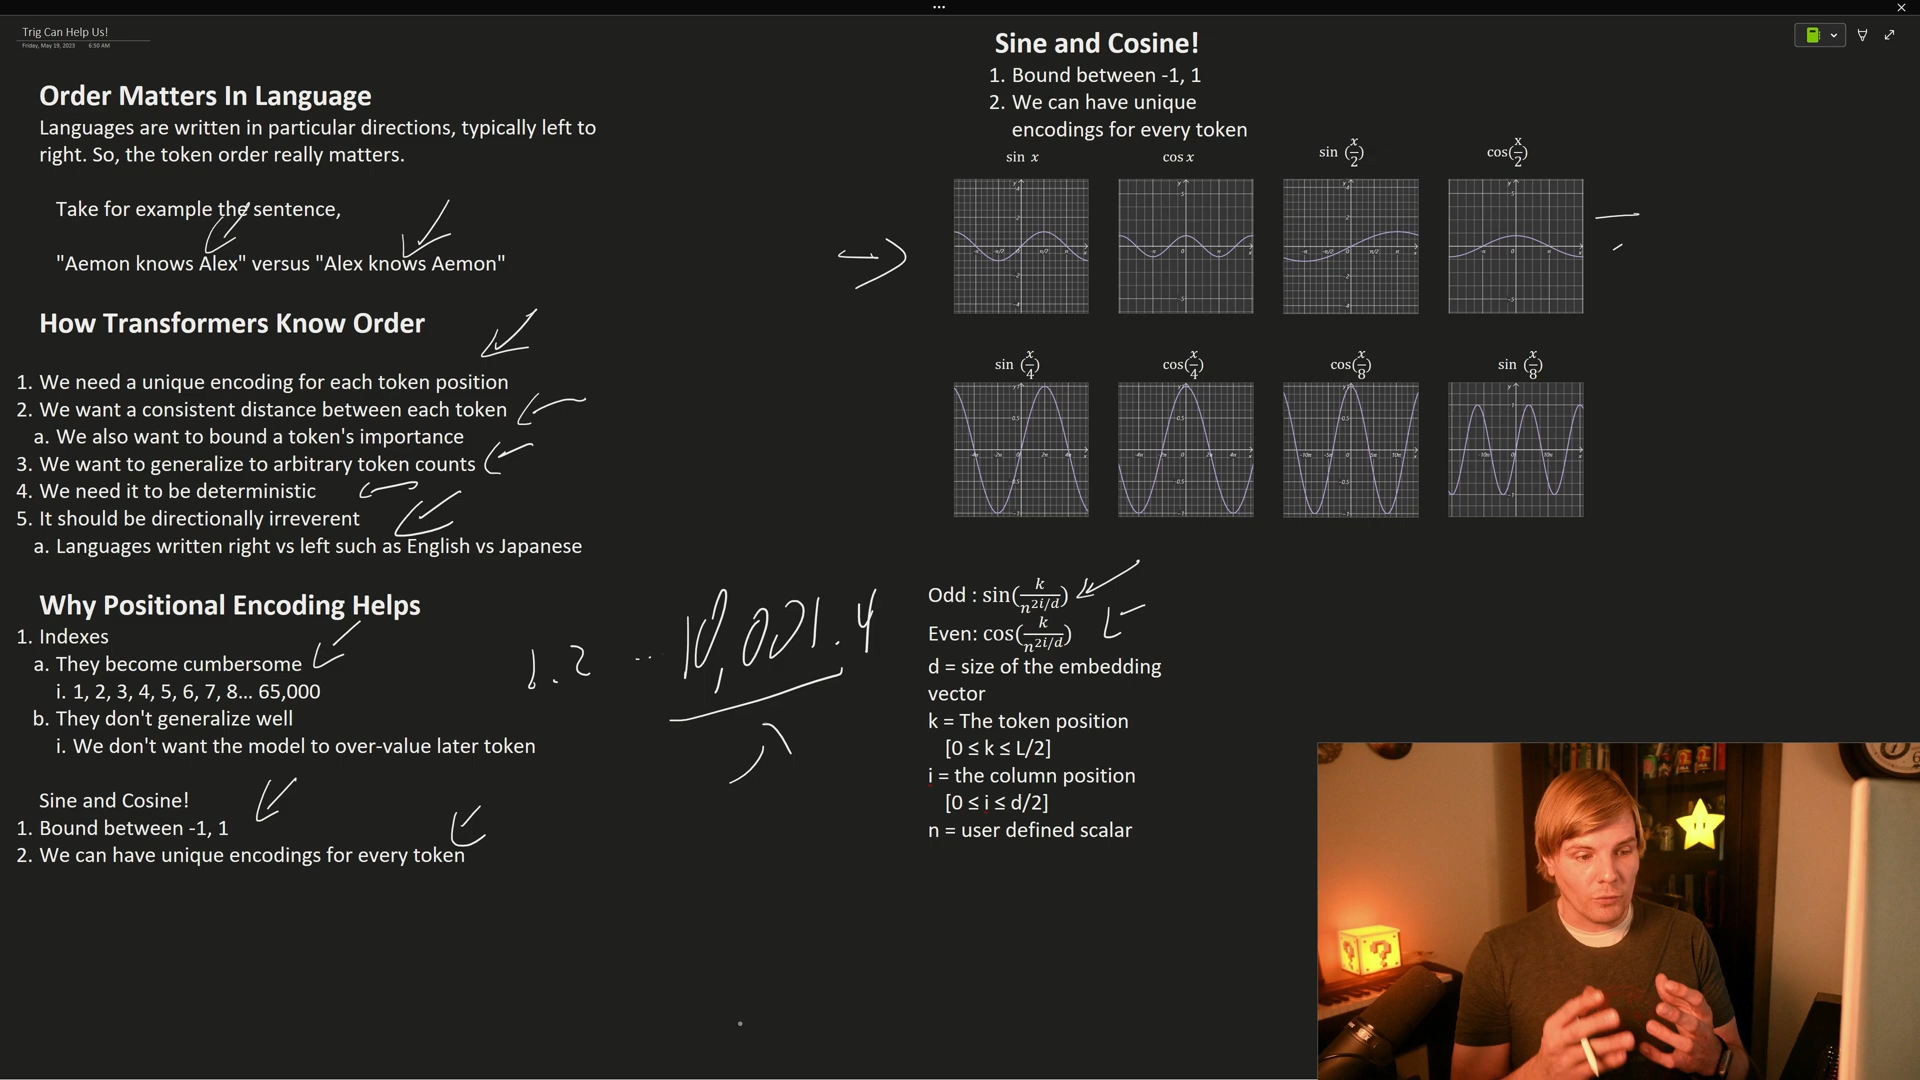 Trig Can Help Us!
Friday, May 19, 2023 6:50 AM
Order Matters In Language
Languages are written in particular directions, typically left to
right. So, the token order really matters.
Take for example the sentence,
"Aemon knows Alex" versus "Alex knows Aemon"
How Transformers Know Order
1. We need a unique encoding for each token position
2. We want a consistent distance between each token
a. We also want to bound a token's importance
3. We want to generalize to arbitrary token counts
4. We need it to be deterministic
5. It should be directionally irreverent
a. Languages written right vs left such as English vs Japanese
Why Positional Encoding Helps
1. Indexes
a. They become cumbersome
i. 1, 2, 3, 4, 5, 6, 7, 8... 65,000
b. They don't generalize well
i. We don't want the model to over-value later token
Sine and Cosine!
1. Bound between -1, 1
2. We can have unique encodings for every token
1.2 ... 10,001.4
Sine and Cosine!
1. Bound between -1, 1
2. We can have unique
encodings for every token
sin x cos x sin (x/2) cos(x/2)
sin (x/4) cos(x/4) cos(x/8) sin (x/8)
Odd : sin(k/n^2i/d)
Even: cos(k/n^2i/d)
d = size of the embedding
vector
k = The token position
[0 ≤ k ≤ L/2]
i = the column position
[0 ≤ i ≤ d/2]
n = user defined scalar